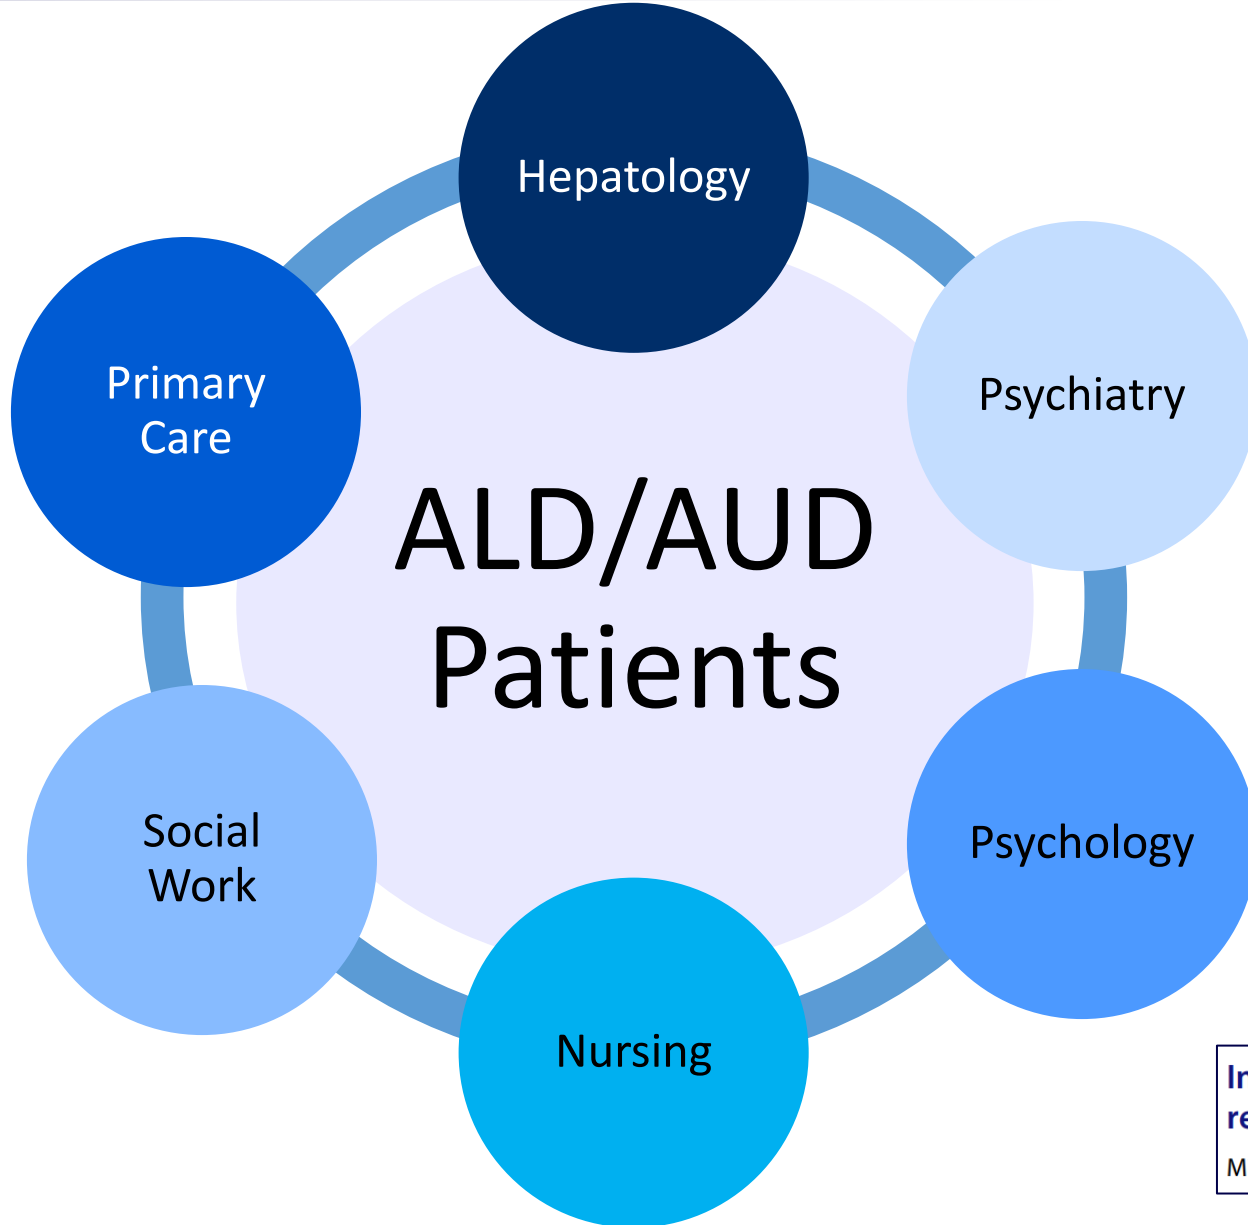 Hepatology
Psychiatry
Primary
Care
ALD/AUD
Patients
Social
Work
Psychology
Nursing